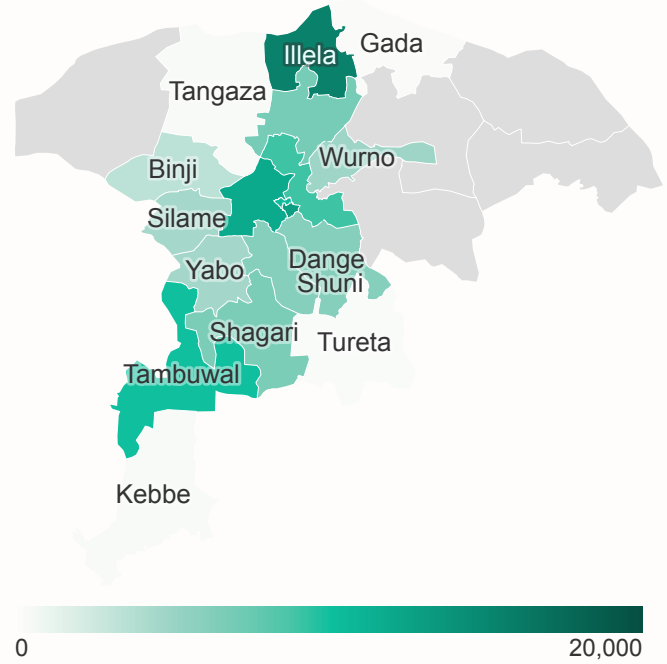 Illela
Gada
Tangaza
Wurno
Binji
Silame
Dange
Shuni
Yabo
Shagari
Tureta
Tambuwal
Kebbe
0
20,000